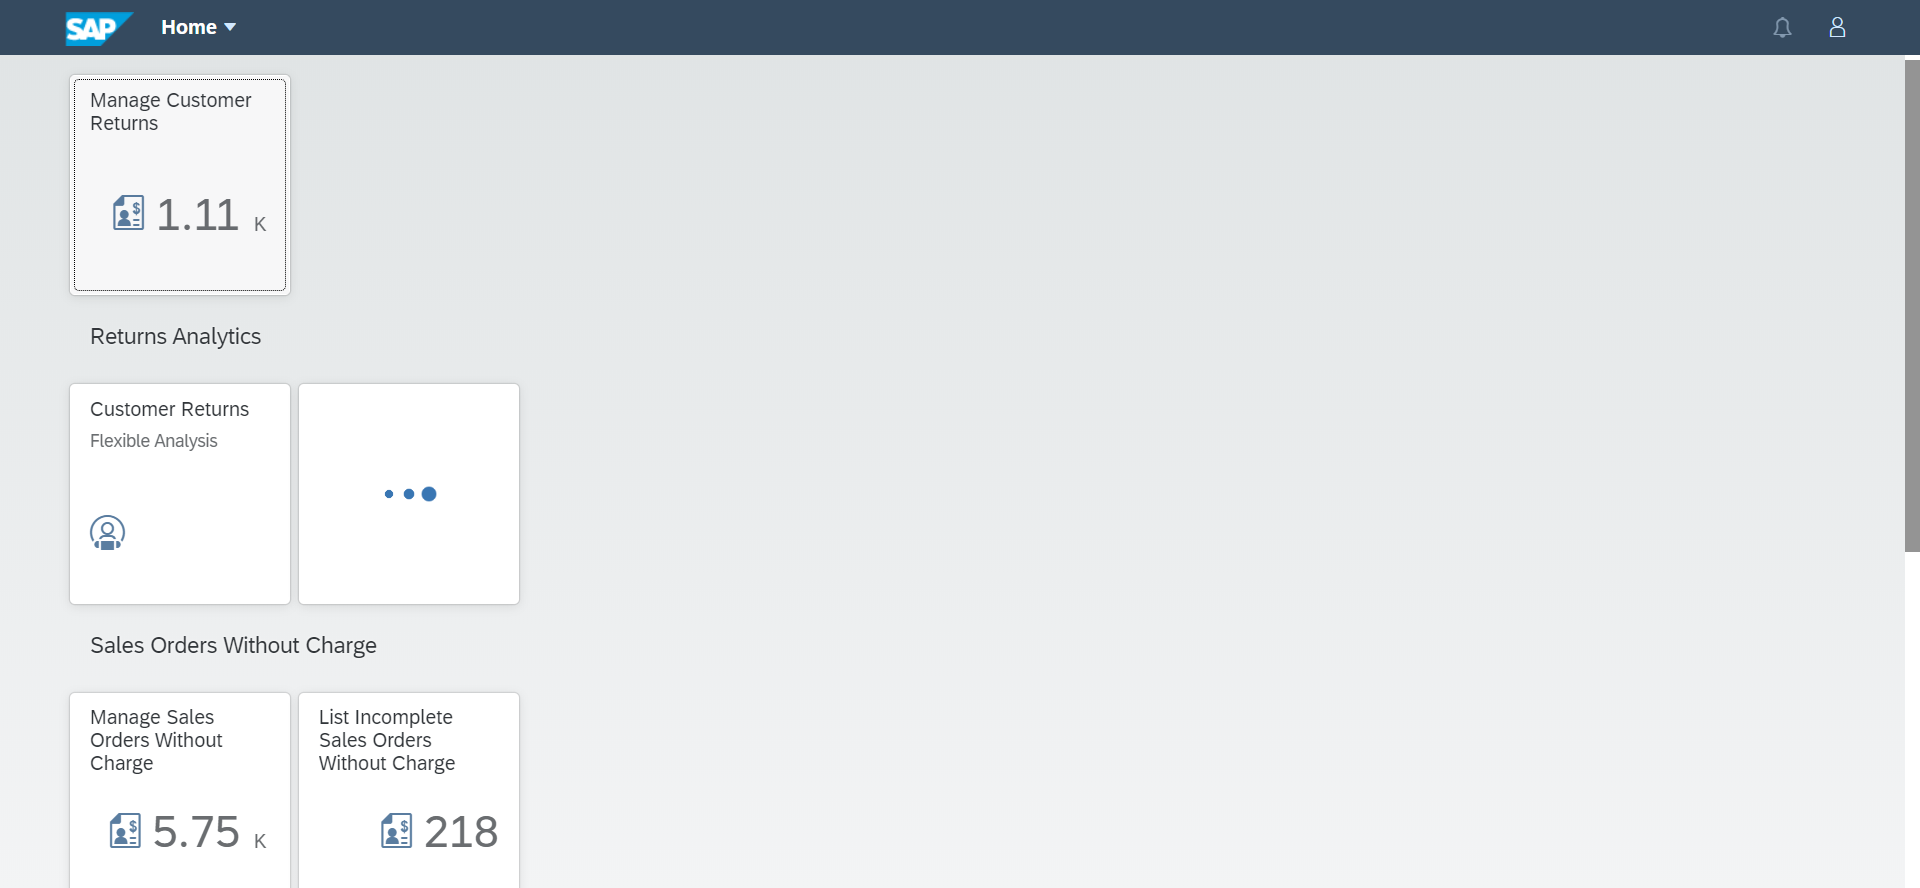 SAP
Home
Manage Customer
Returns
1.11 K
Returns Analytics
Customer Returns
Flexible Analysis
Sales Orders Without Charge
Manage Sales
Orders Without
Charge
5.75 K
List Incomplete
Sales Orders
Without Charge
218